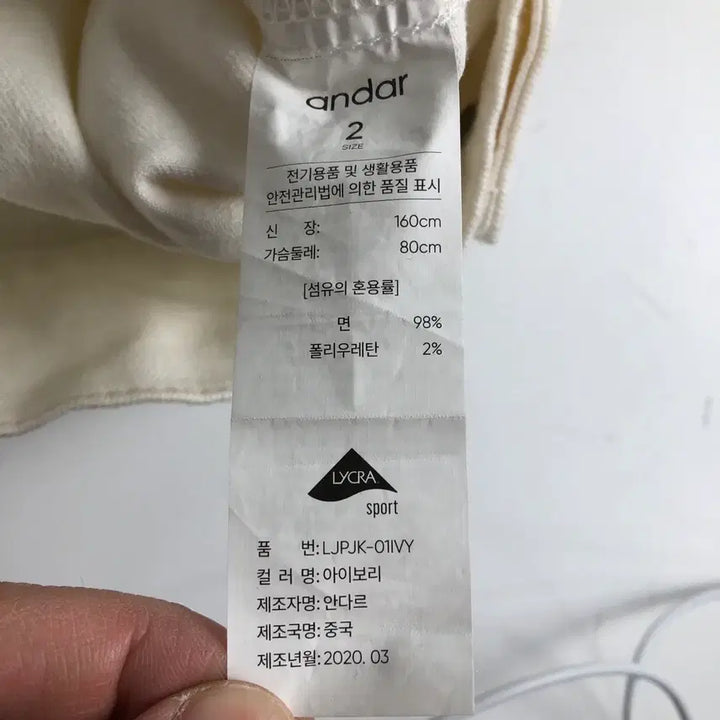 andar
2
SIZE
전기용품 및 생활용품
안전관리법에 의한 품질 표시
신 장: 160cm
가슴둘레: 80cm
[섬유의 혼용률]
면 98%
폴리우레탄 2%
LYCRA
sport
품 번: LJPJK-01IVY
컬 러 명: 아이보리
제조자명: 안다르
제조국명: 중국
제조년월: 2020. 03